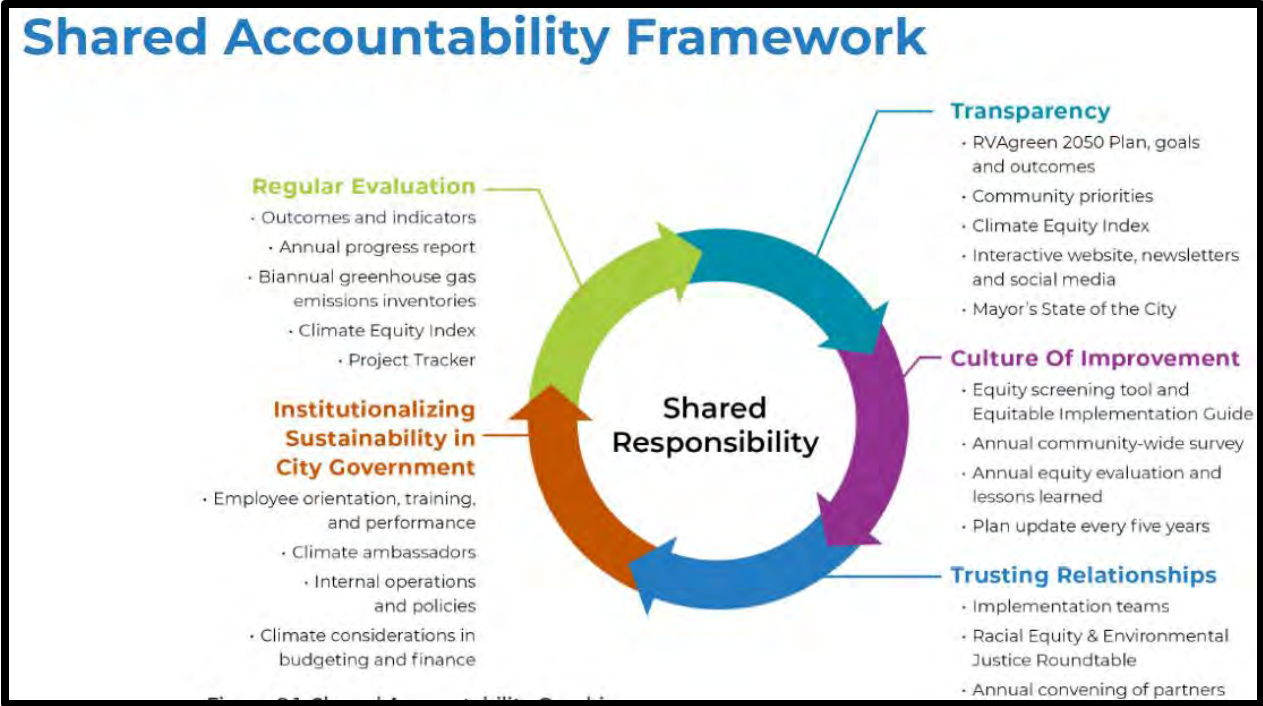 Shared Accountability Framework
Regular Evaluation
· Outcomes and indicators
· Annual progress report
· Biannual greenhouse gas
emissions inventories
· Climate Equity Index
· Project Tracker
Institutionalizing
Sustainability in
City Government
· Employee orientation, training,
and performance
· Climate ambassadors
· Internal operations
and policies
· Climate considerations in
budgeting and finance
Shared
Responsibility
Transparency
· RVAgreen 2050 Plan, goals
and outcomes
· Community priorities
· Climate Equity Index
· Interactive website, newsletters
and social media
· Mayor's State of the City
Culture Of Improvement
· Equity screening tool and
Equitable Implementation Guide
· Annual community-wide survey
· Annual equity evaluation and
lessons learned
· Plan update every five years
Trusting Relationships
· Implementation teams
· Racial Equity & Environmental
Justice Roundtable
· Annual convening of partners